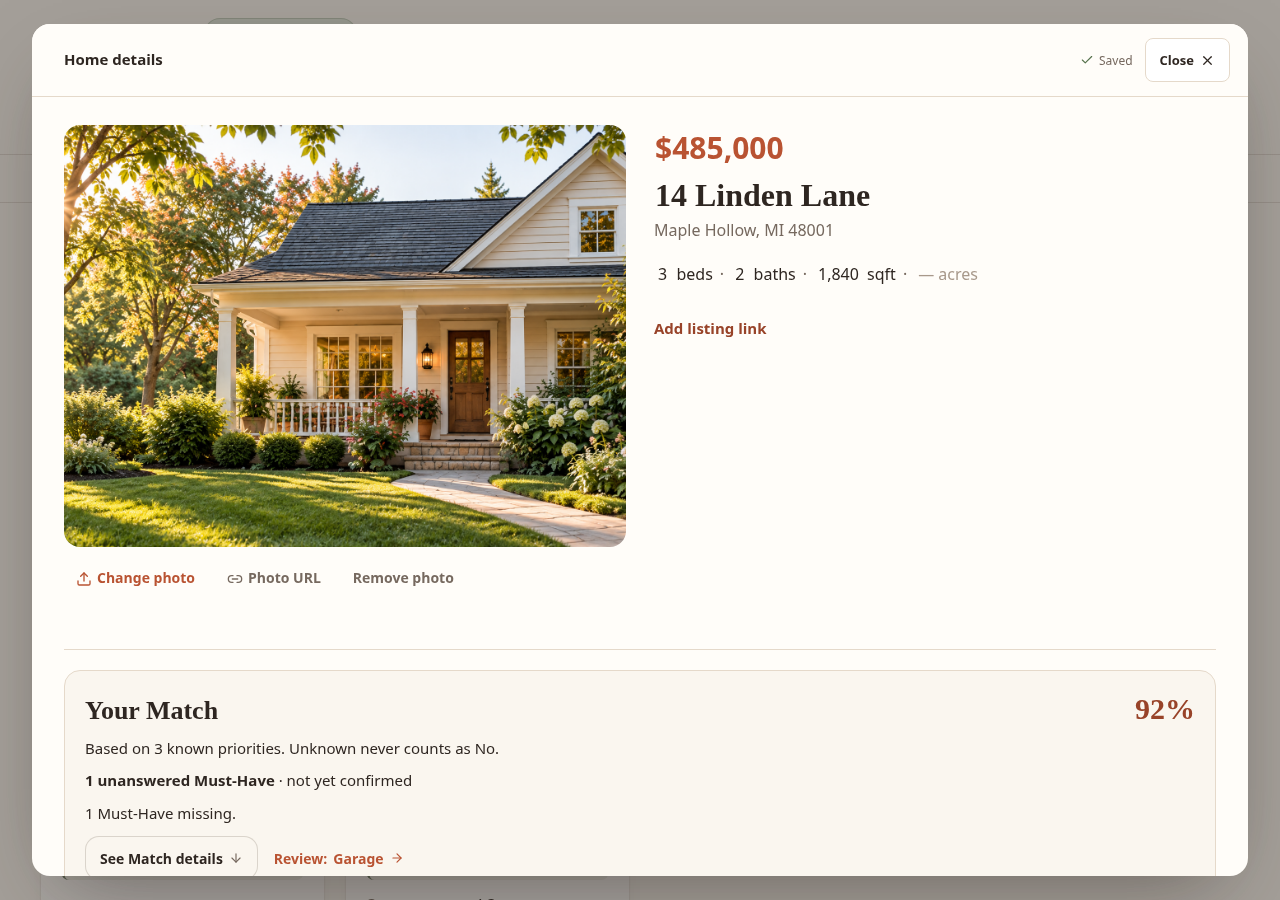 Home details
Saved
Close
$485,000
14 Linden Lane
Maple Hollow, MI 48001
3 beds · 2 baths · 1,840 sqft · — acres
Add listing link
Change photo
Photo URL
Remove photo
Your Match
92%
Based on 3 known priorities. Unknown never counts as No.
1 unanswered Must-Have · not yet confirmed
1 Must-Have missing.
See Match details ↓
Review: Garage →